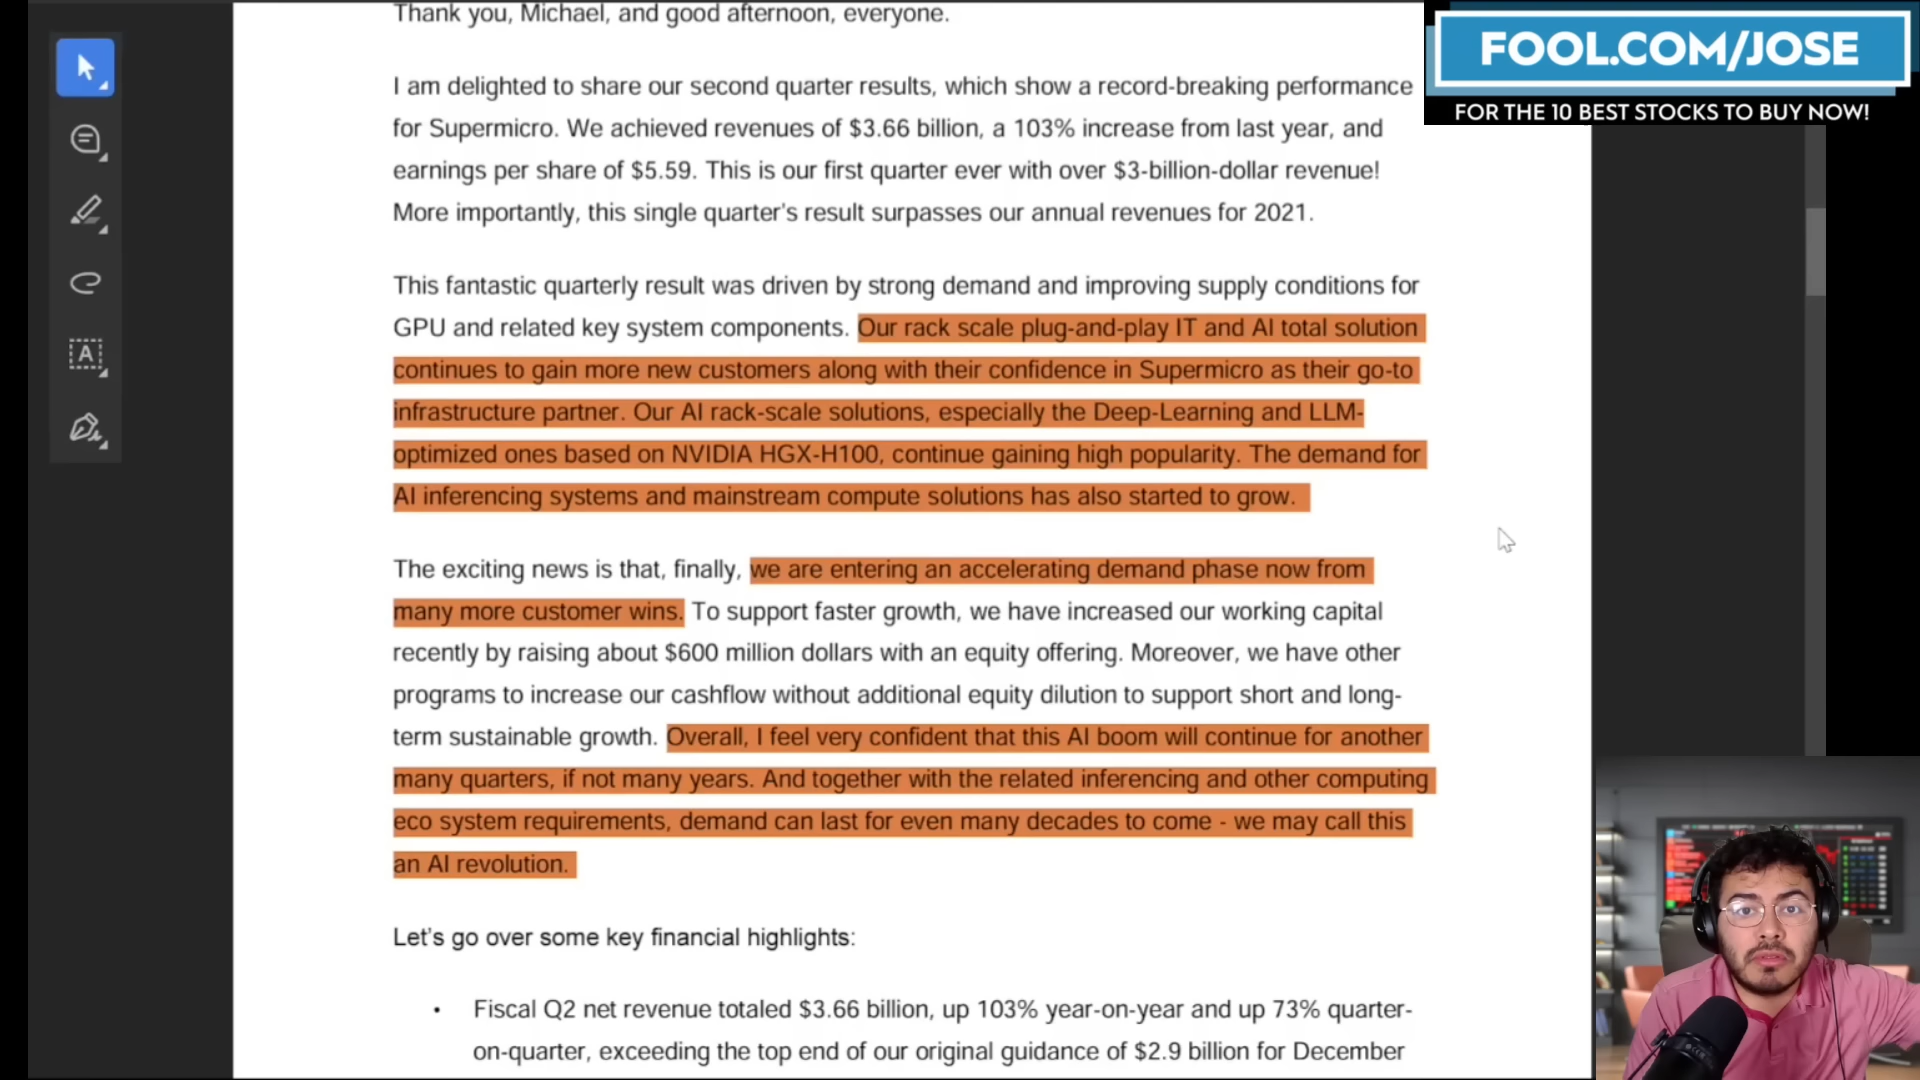 Thank you, Michael, and good afternoon, everyone.
FOOL.COM/JOSE
FOR THE 10 BEST STOCKS TO BUY NOW!
I am delighted to share our second quarter results, which show a record-breaking performance
for Supermicro. We achieved revenues of $3.66 billion, a 103% increase from last year, and
earnings per share of $5.59. This is our first quarter ever with over $3-billion-dollar revenue!
More importantly, this single quarter's result surpasses our annual revenues for 2021.
This fantastic quarterly result was driven by strong demand and improving supply conditions for
GPU and related key system components. Our rack scale plug-and-play IT and AI total solution
continues to gain more new customers along with their confidence in Supermicro as their go-to
infrastructure partner. Our AI rack-scale solutions, especially the Deep-Learning and LLM-
optimized ones based on NVIDIA HGX-H100, continue gaining high popularity. The demand for
AI inferencing systems and mainstream compute solutions has also started to grow.
The exciting news is that, finally, we are entering an accelerating demand phase now from
many more customer wins. To support faster growth, we have increased our working capital
recently by raising about $600 million dollars with an equity offering. Moreover, we have other
programs to increase our cashflow without additional equity dilution to support short and long-
term sustainable growth. Overall, I feel very confident that this AI boom will continue for another
many quarters, if not many years. And together with the related inferencing and other computing
eco system requirements, demand can last for even many decades to come - we may call this
an AI revolution.
Let's go over some key financial highlights:
• Fiscal Q2 net revenue totaled $3.66 billion, up 103% year-on-year and up 73% quarter-
on-quarter, exceeding the top end of our original guidance of $2.9 billion for December